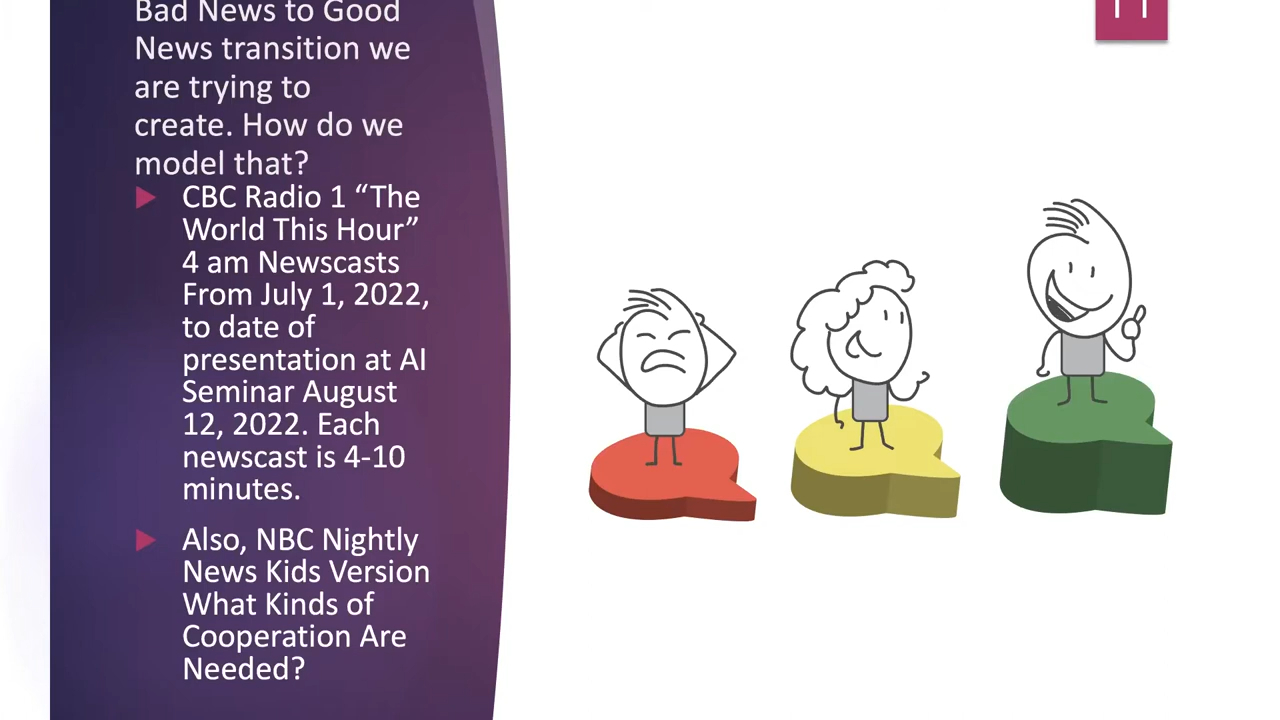 Bad News to Good
News transition we
are trying to
create. How do we
model that?
CBC Radio 1 “The
World This Hour”
4 am Newscasts
From July 1, 2022,
to date of
presentation at AI
Seminar August
12, 2022. Each
newscast is 4-10
minutes.
Also, NBC Nightly
News Kids Version
What Kinds of
Cooperation Are
Needed?